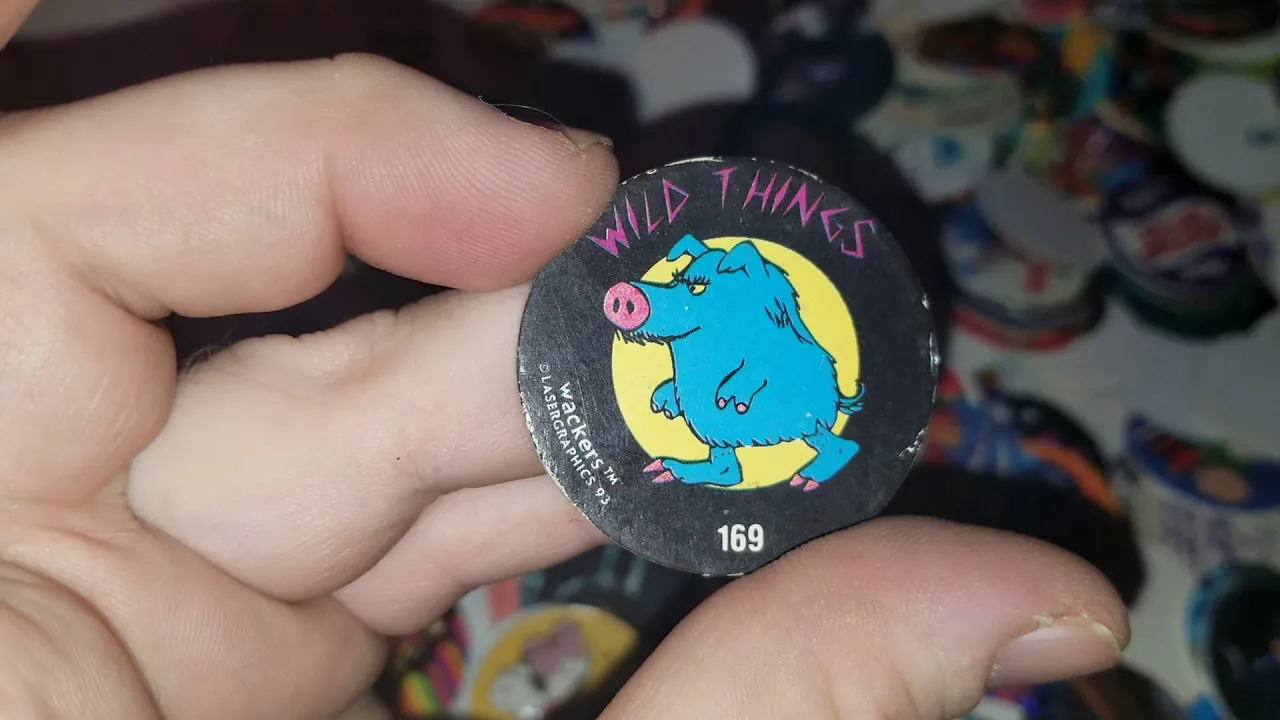 WILD THINGS
wackers™
©LASERGRAPHICS 93
169